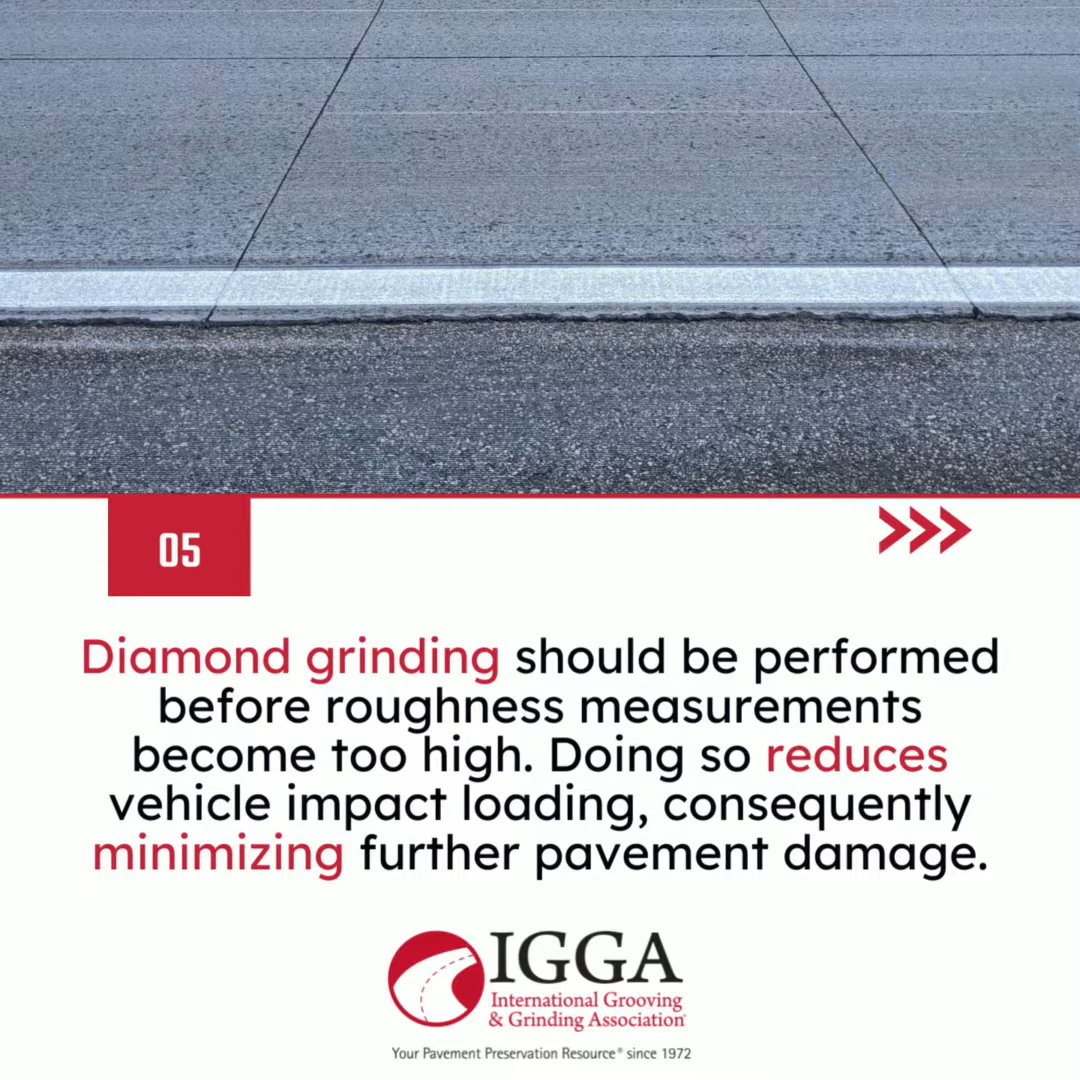 05
Diamond grinding should be performed
before roughness measurements
become too high. Doing so reduces
vehicle impact loading, consequently
minimizing further pavement damage.
IGGA
International Grooving
& Grinding Association
Your Pavement Preservation Resource® since 1972